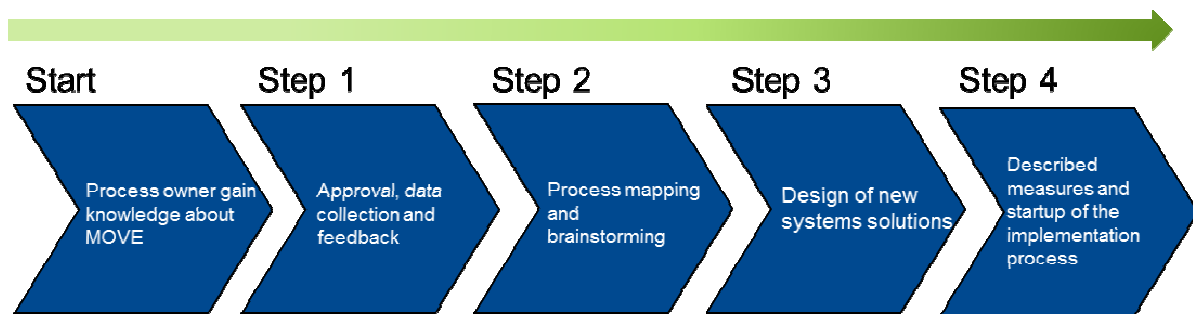 Start
Step 1
Step 2
Step 3
Step 4
Process owner gain
knowledge about
MOVE
Approval, data
collection and
feedback
Process mapping
and
brainstorming
Design of new
systems solutions
Described
measures and
startup of the
implementation
process